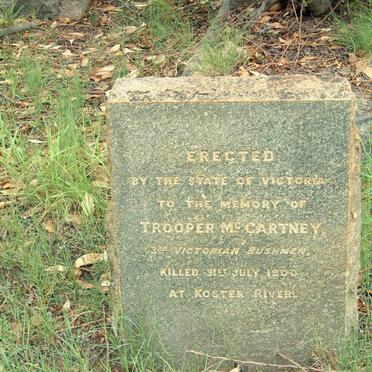 ERECTED
BY THE STATE OF VICTORIA
TO THE MEMORY OF
TROOPER McCARTNEY,
3RD VICTORIAN BUSHMEN,
KILLED 31ST JULY 1900
AT KOSTER RIVER.